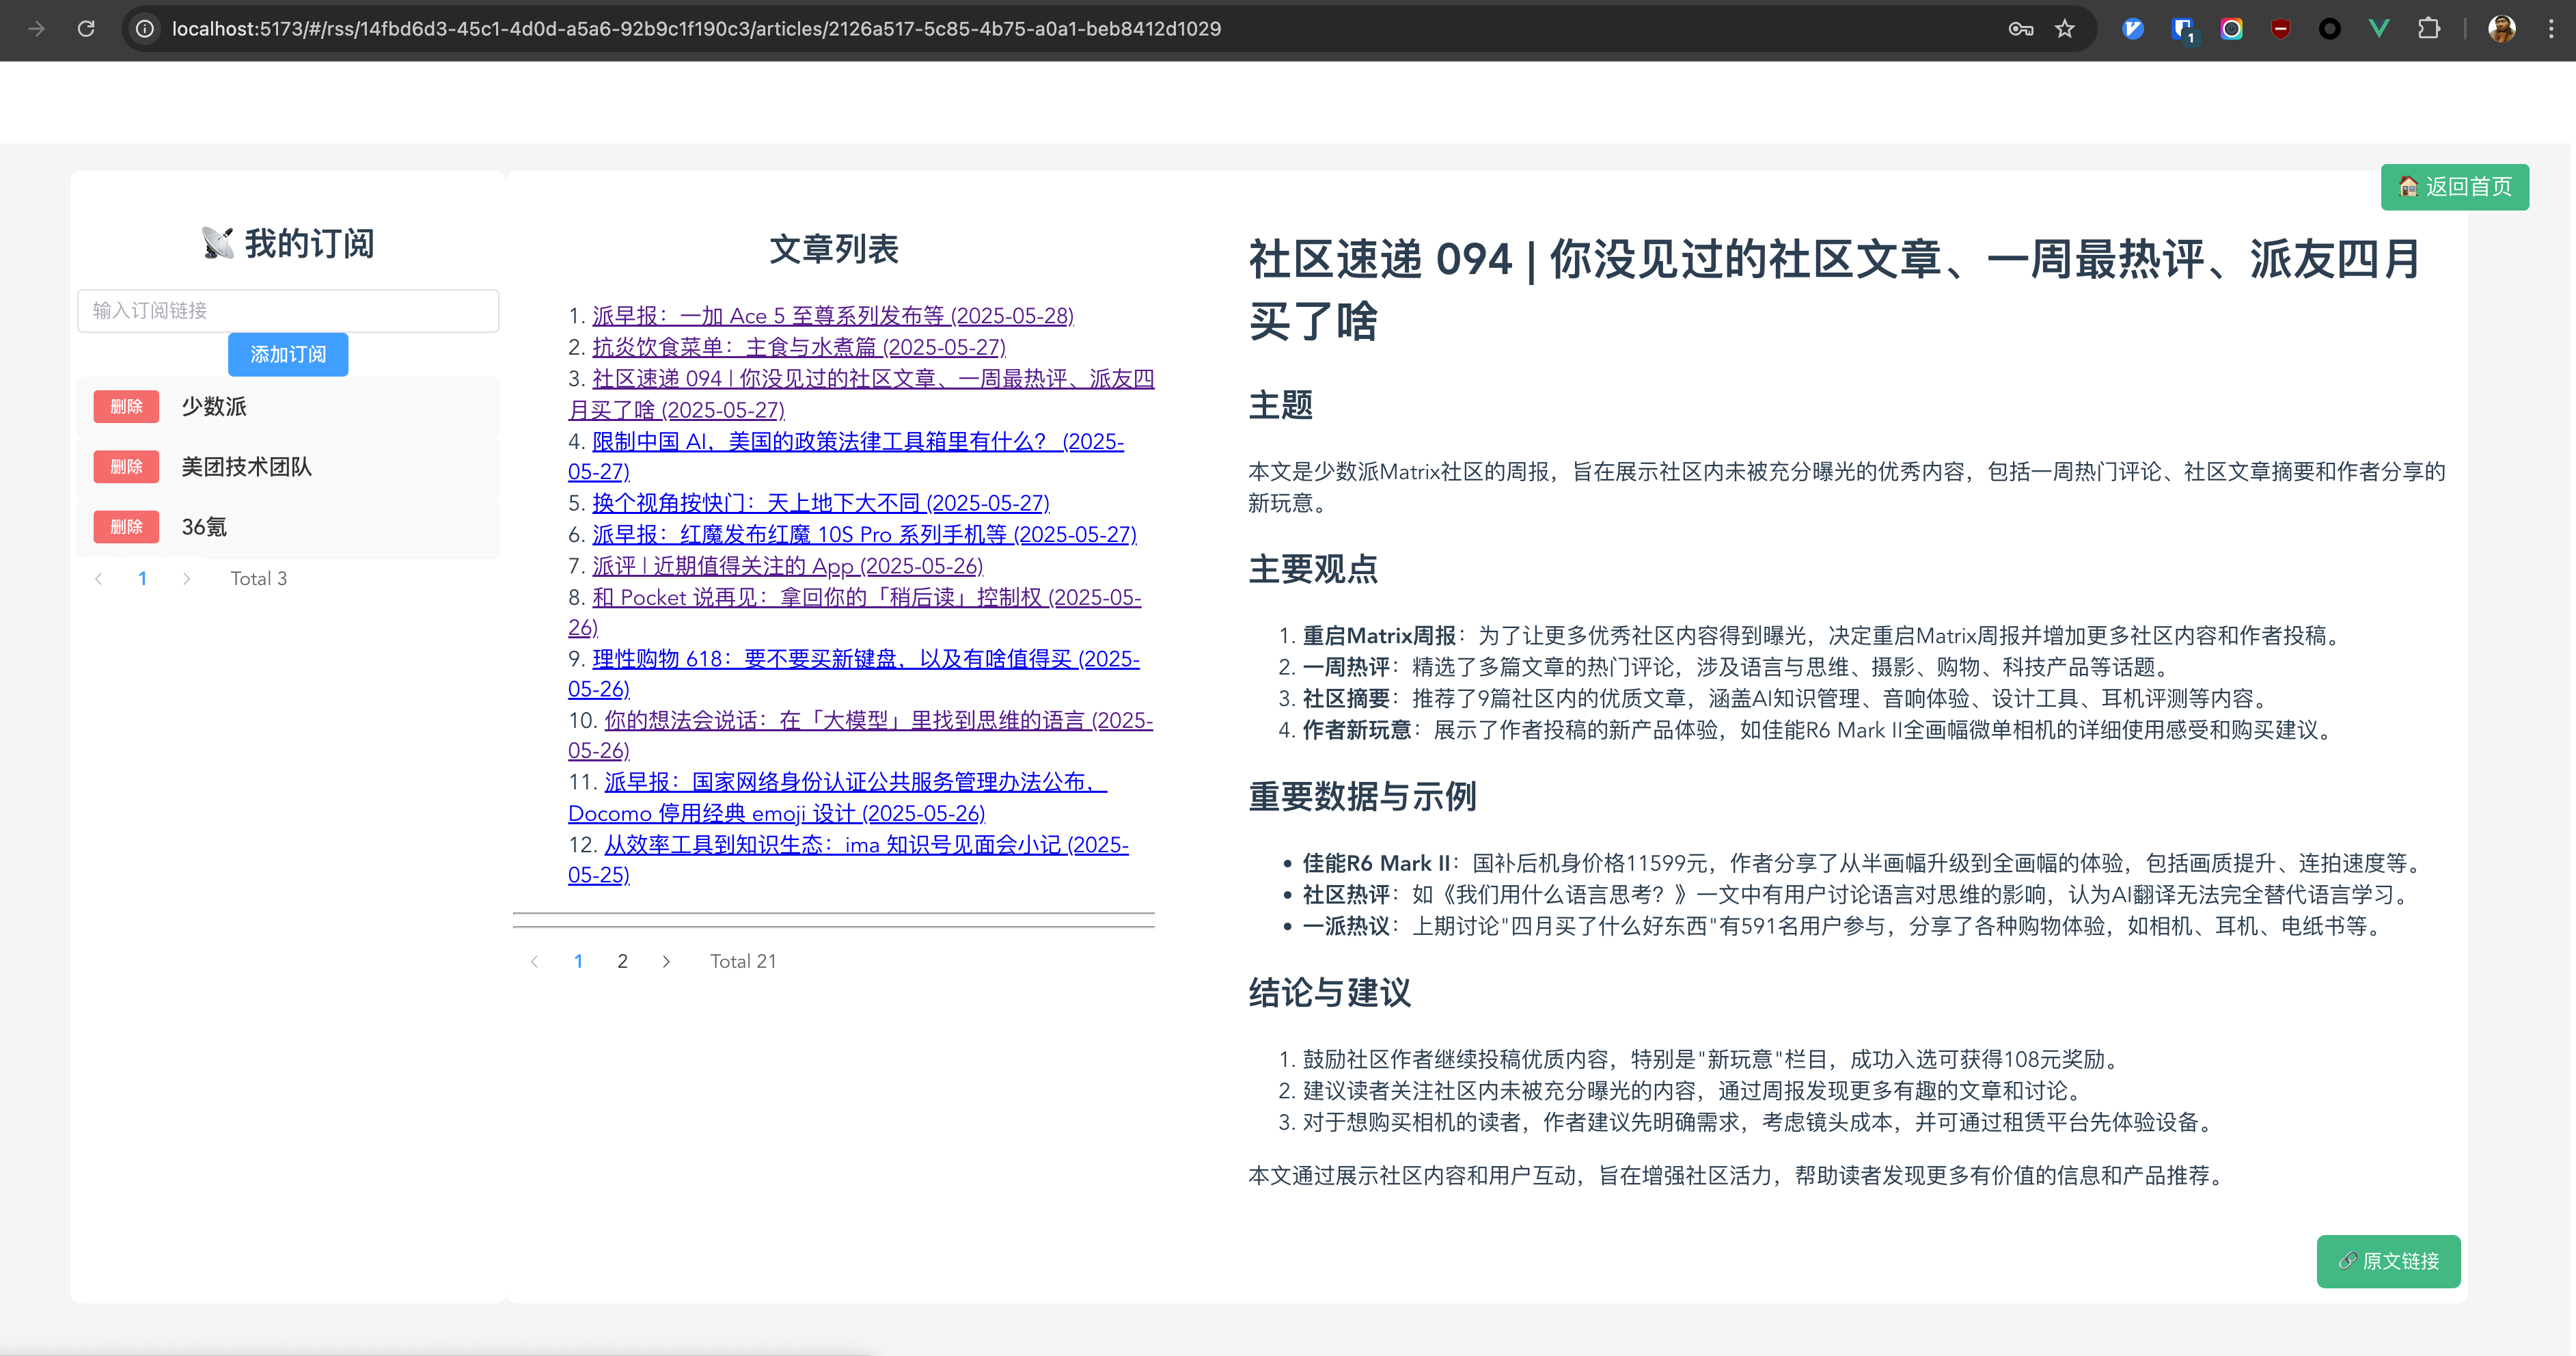 localhost:5173/#/rss/14fbd6d3-45c1-4d0d-a5a6-92b9c1f190c3/articles/2126a517-5c85-4b75-a0a1-beb8412d1029
1
🏠 返回首页
📡 我的订阅
输入订阅链接
添加订阅
删除 少数派
删除 美团技术团队
删除 36氪
1 Total 3
文章列表
1. 派早报：一加 Ace 5 至尊系列发布等 (2025-05-28)
2. 抗炎饮食菜单：主食与水煮篇 (2025-05-27)
3. 社区速递 094 | 你没见过的社区文章、一周最热评、派友四
月买了啥 (2025-05-27)
4. 限制中国 AI，美国的政策法律工具箱里有什么？ (2025-
05-27)
5. 换个视角按快门：天上地下大不同 (2025-05-27)
6. 派早报：红魔发布红魔 10S Pro 系列手机等 (2025-05-27)
7. 派评 | 近期值得关注的 App (2025-05-26)
8. 和 Pocket 说再见：拿回你的「稍后读」控制权 (2025-05-
26)
9. 理性购物 618：要不要买新键盘，以及有啥值得买 (2025-
05-26)
10. 你的想法会说话：在「大模型」里找到思维的语言 (2025-
05-26)
11. 派早报：国家网络身份认证公共服务管理办法公布，
Docomo 停用经典 emoji 设计 (2025-05-26)
12. 从效率工具到知识生态：ima 知识号见面会小记 (2025-
05-25)
1 2 Total 21
社区速递 094 | 你没见过的社区文章、一周最热评、派友四月
买了啥
主题
本文是少数派Matrix社区的周报，旨在展示社区内未被充分曝光的优秀内容，包括一周热门评论、社区文章摘要和作者分享的
新玩意。
主要观点
1. 重启Matrix周报：为了让更多优秀社区内容得到曝光，决定重启Matrix周报并增加更多社区内容和作者投稿。
2. 一周热评：精选了多篇文章的热门评论，涉及语言与思维、摄影、购物、科技产品等话题。
3. 社区摘要：推荐了9篇社区内的优质文章，涵盖AI知识管理、音响体验、设计工具、耳机评测等内容。
4. 作者新玩意：展示了作者投稿的新产品体验，如佳能R6 Mark II全画幅微单相机的详细使用感受和购买建议。
重要数据与示例
• 佳能R6 Mark II：国补后机身价格11599元，作者分享了从半画幅升级到全画幅的体验，包括画质提升、连拍速度等。
• 社区热评：如《我们用什么语言思考？》一文中有用户讨论语言对思维的影响，认为AI翻译无法完全替代语言学习。
• 一派热议：上期讨论"四月买了什么好东西"有591名用户参与，分享了各种购物体验，如相机、耳机、电纸书等。
结论与建议
1. 鼓励社区作者继续投稿优质内容，特别是"新玩意"栏目，成功入选可获得108元奖励。
2. 建议读者关注社区内未被充分曝光的内容，通过周报发现更多有趣的文章和讨论。
3. 对于想购买相机的读者，作者建议先明确需求，考虑镜头成本，并可通过租赁平台先体验设备。
本文通过展示社区内容和用户互动，旨在增强社区活力，帮助读者发现更多有价值的信息和产品推荐。
🔗 原文链接